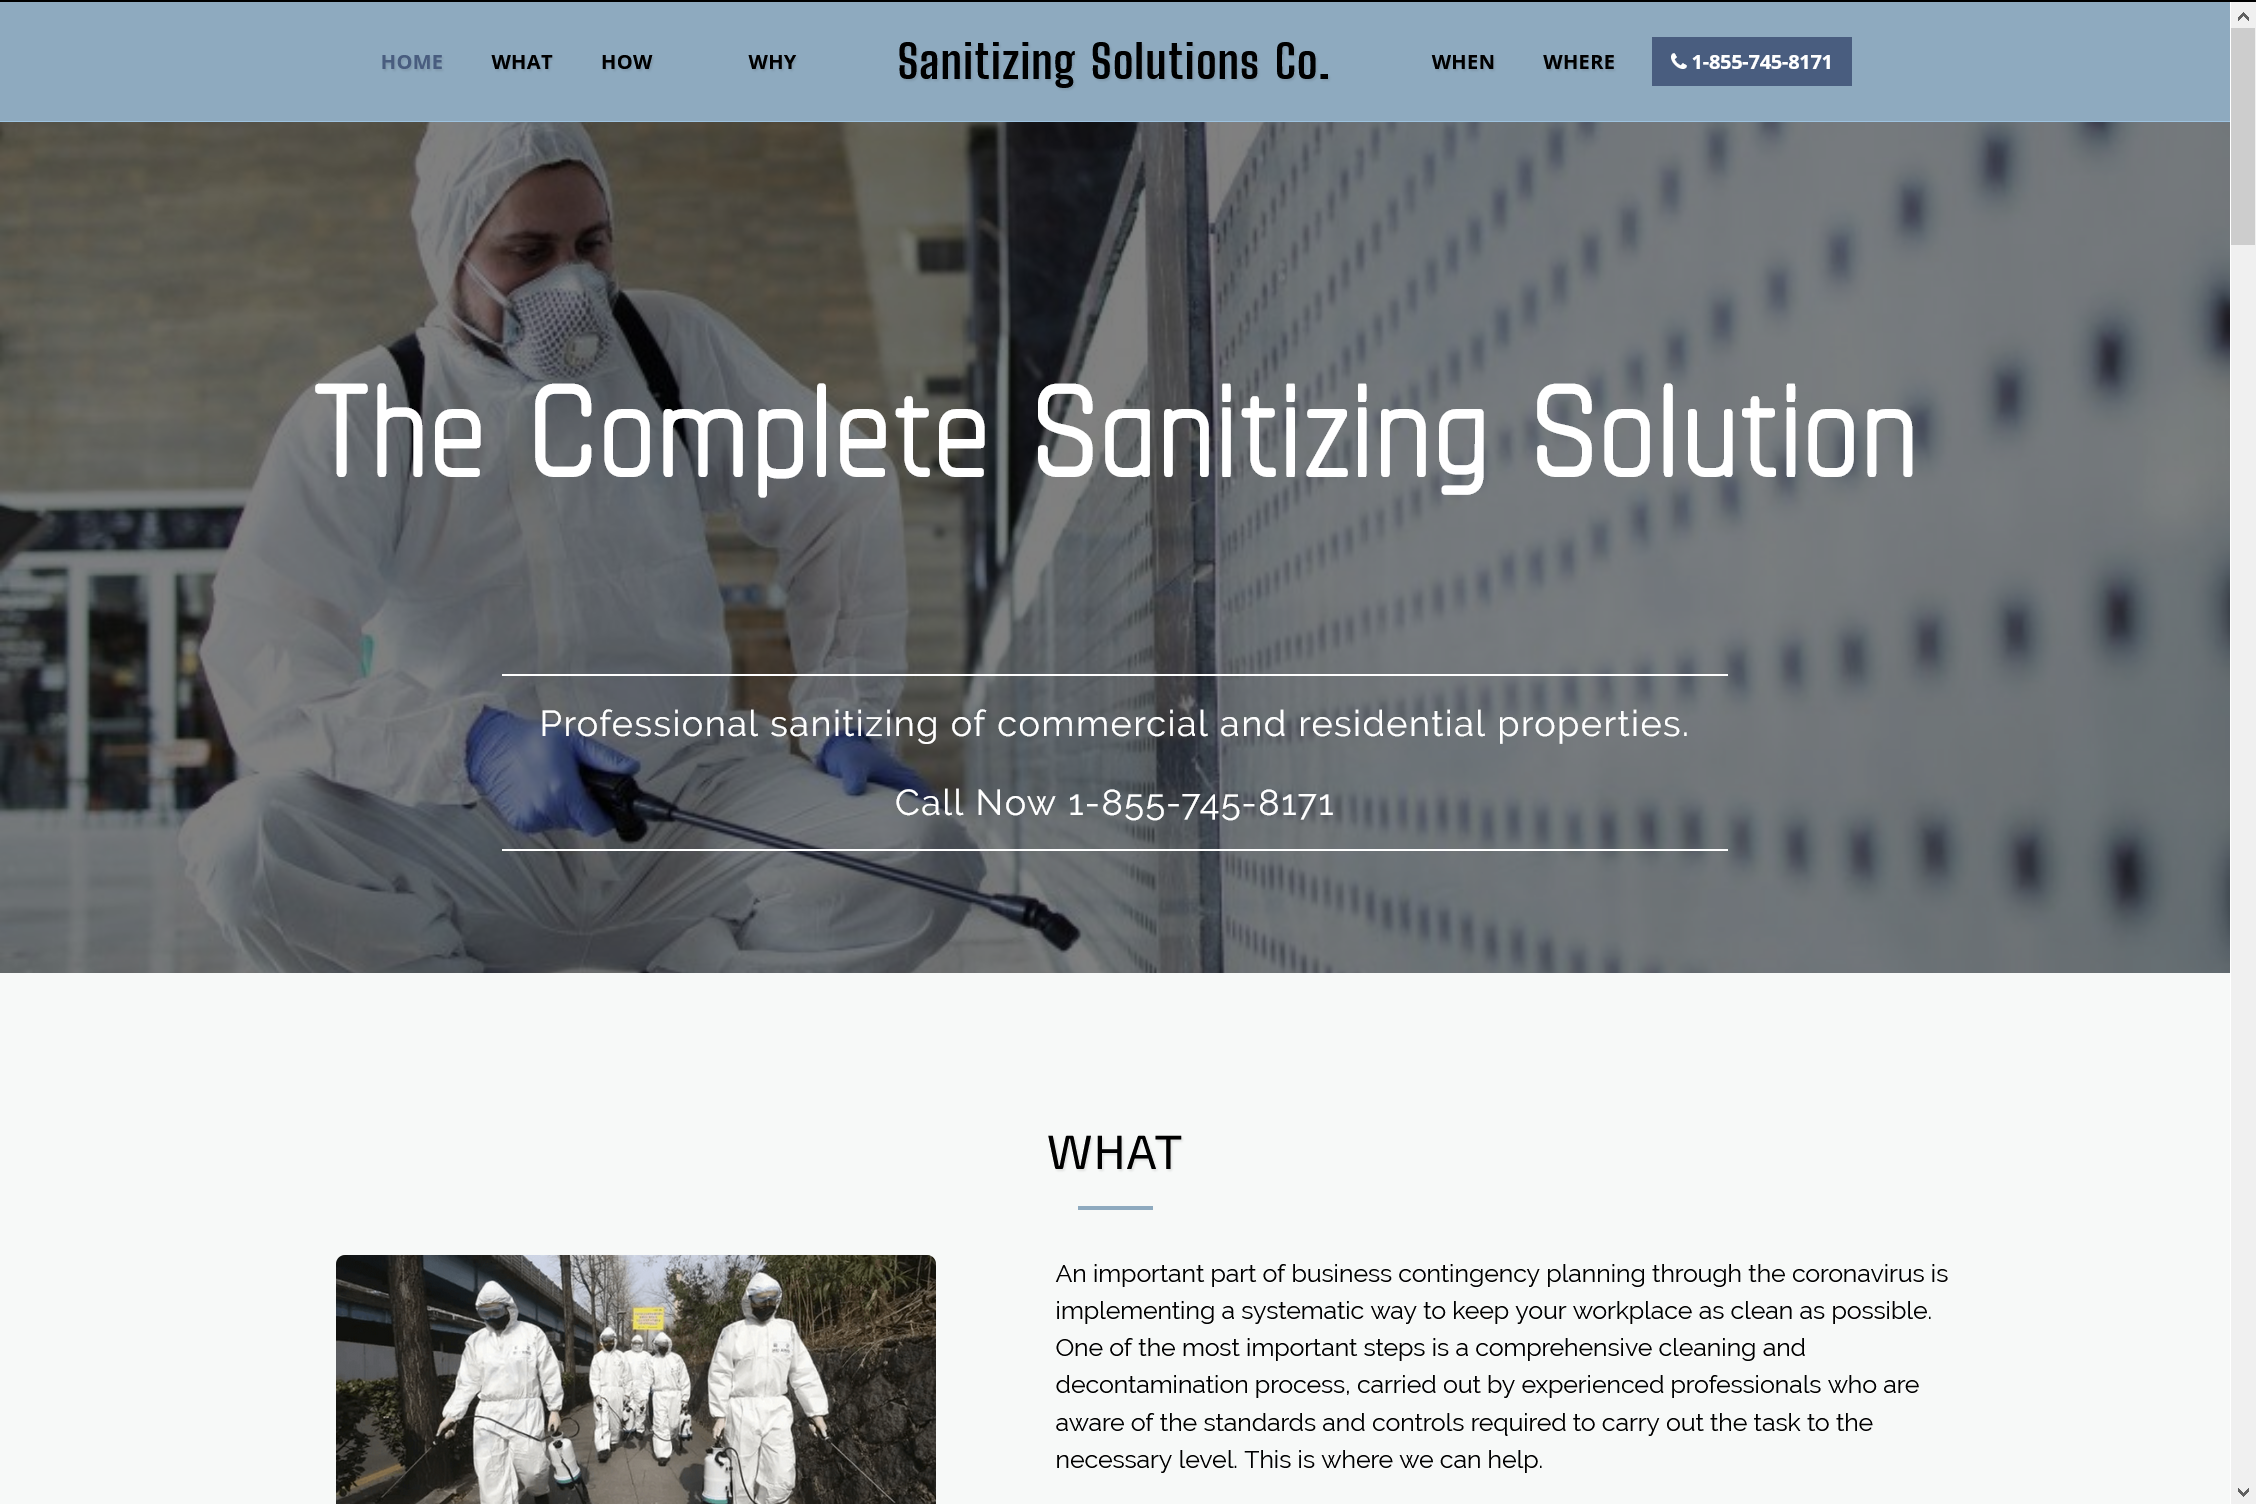 HOME WHAT HOW WHY Sanitizing Solutions Co. WHEN WHERE 1-855-745-8171
The Complete Sanitizing Solution
Professional sanitizing of commercial and residential properties.
Call Now 1-855-745-8171
WHAT
An important part of business contingency planning through the coronavirus is
implementing a systematic way to keep your workplace as clean as possible.
One of the most important steps is a comprehensive cleaning and
decontamination process, carried out by experienced professionals who are
aware of the standards and controls required to carry out the task to the
necessary level. This is where we can help.